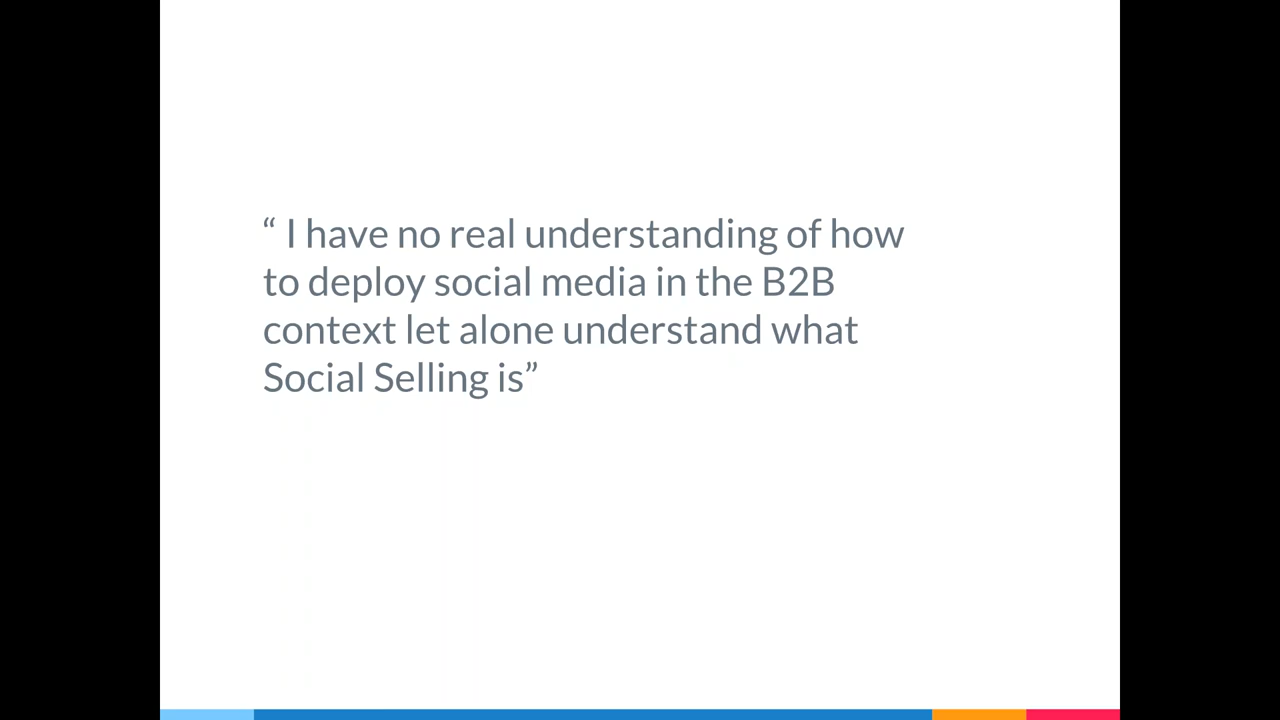 “ I have no real understanding of how
to deploy social media in the B2B
context let alone understand what
Social Selling is”